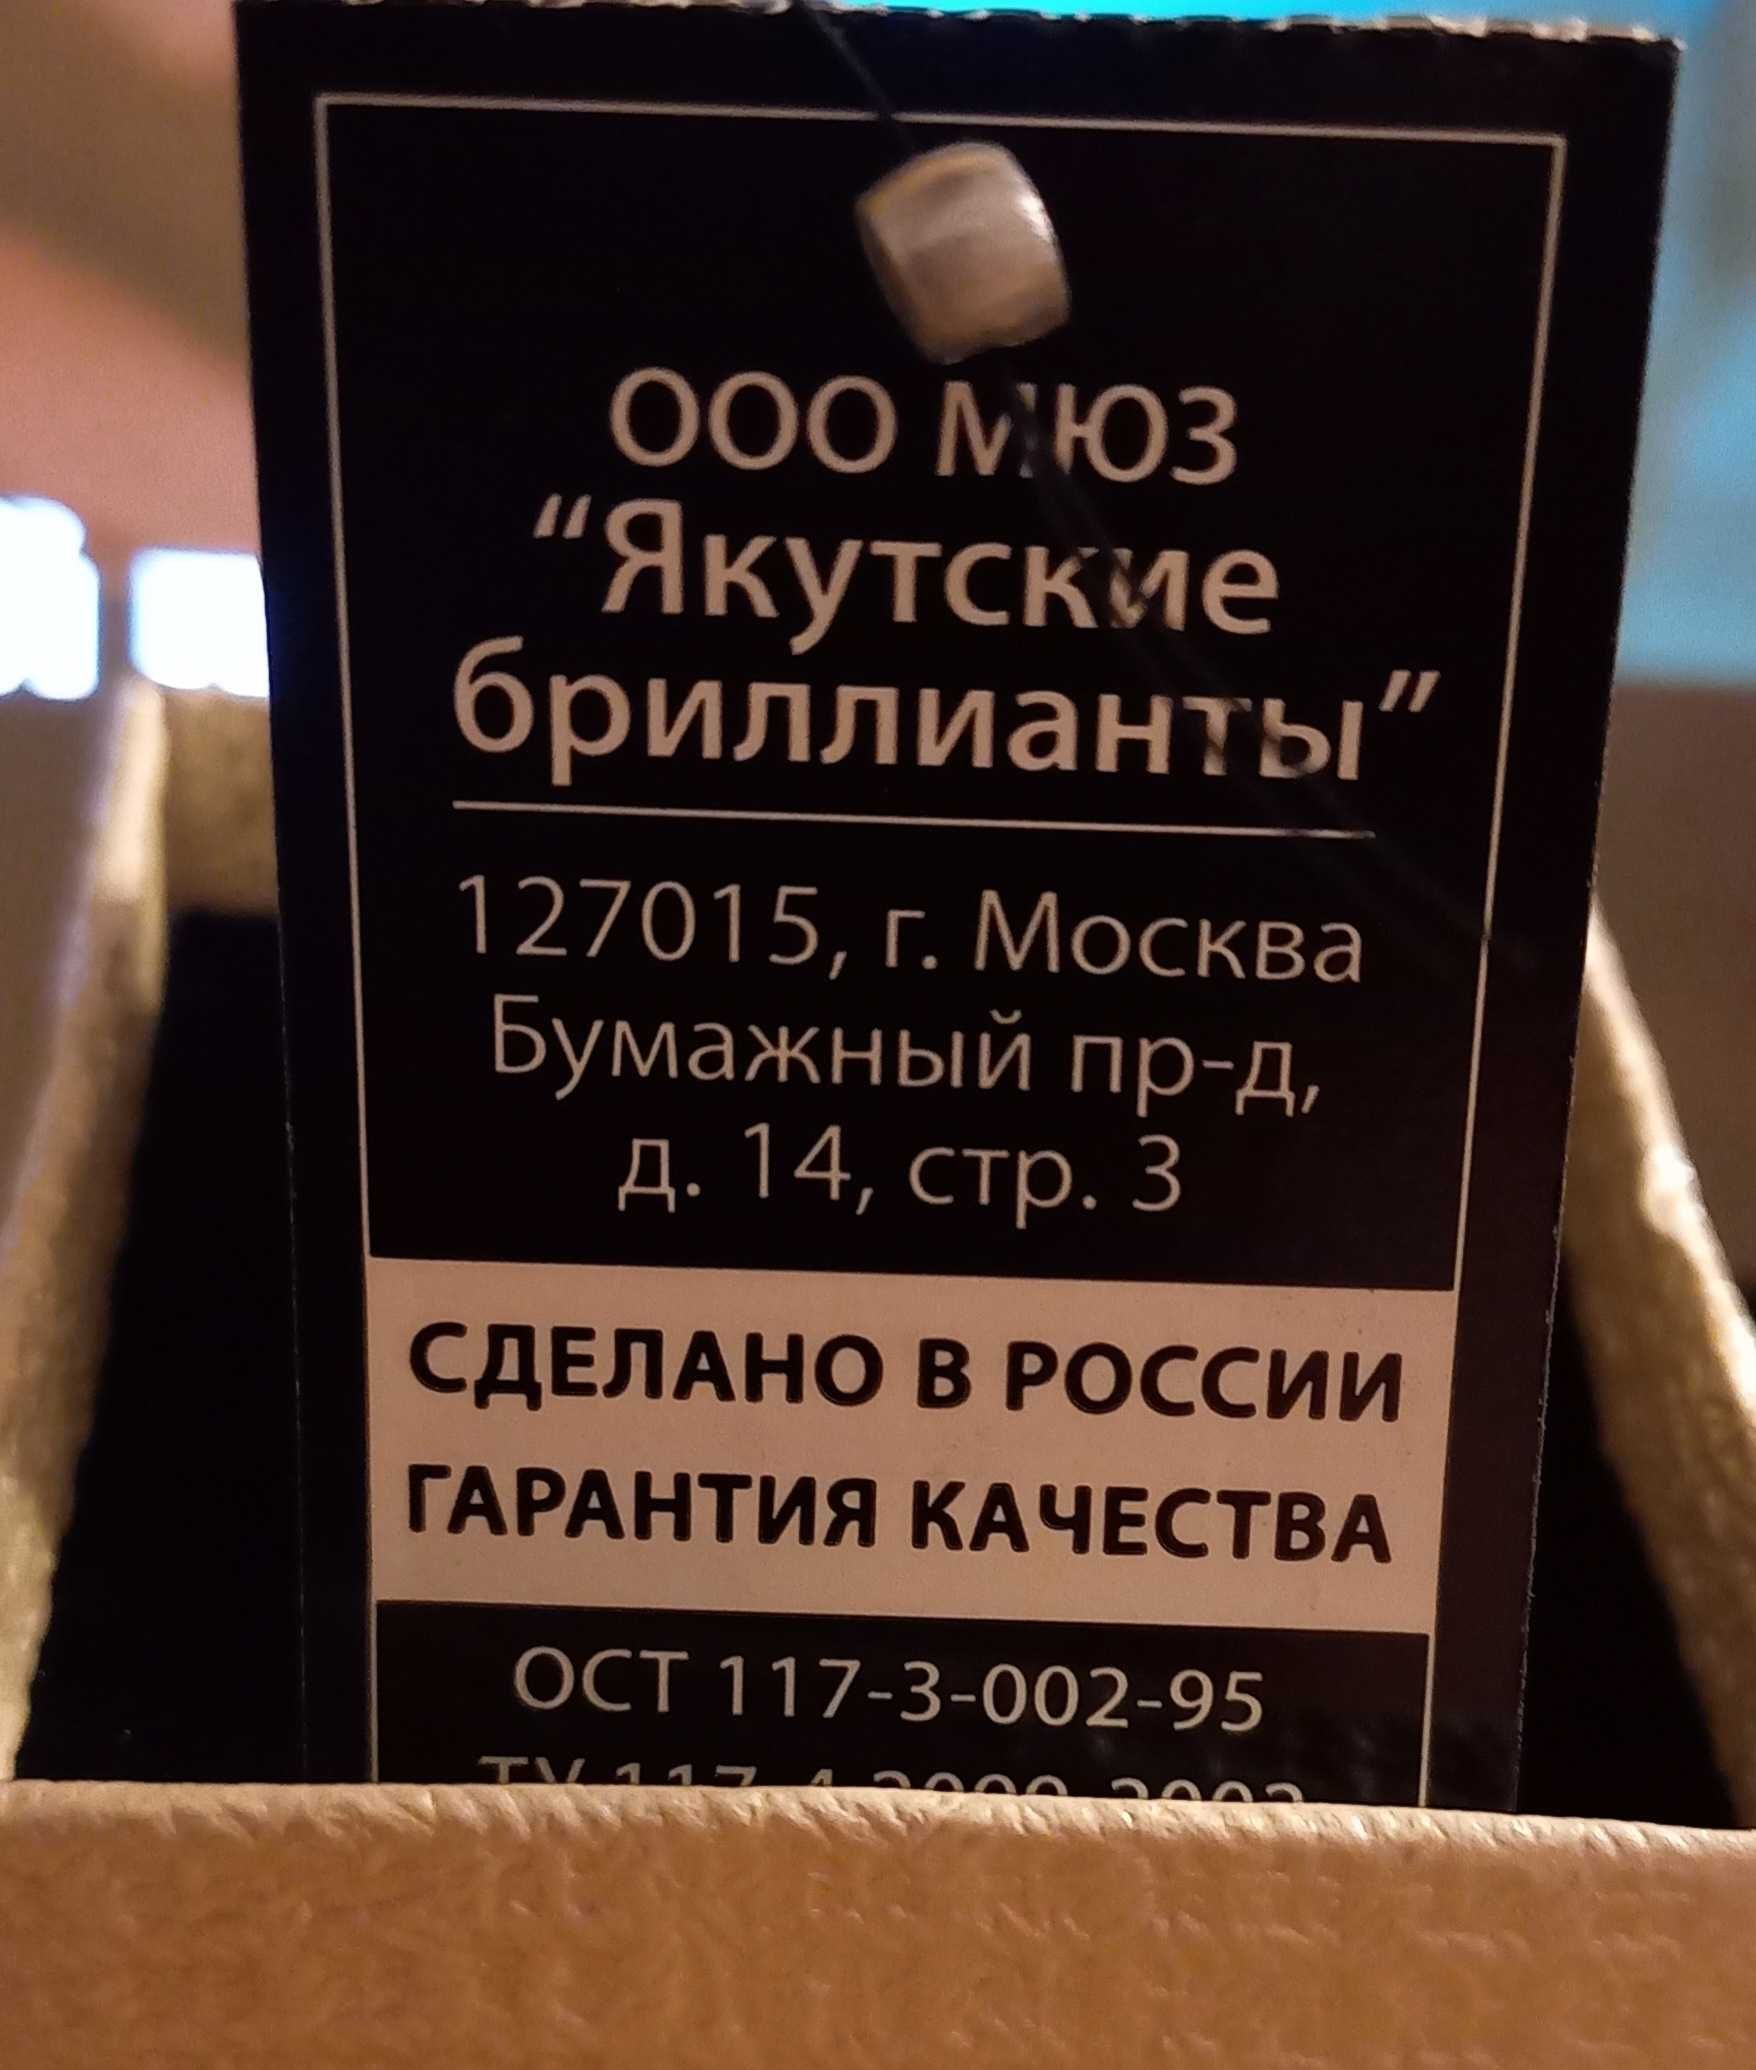 ООО МЮЗ
“Якутские
бриллианты”
127015, г. Москва
Бумажный пр-д,
д. 14, стр. 3
СДЕЛАНО В РОССИИ
ГАРАНТИЯ КАЧЕСТВА
ОСТ 117-3-002-95
ТУ